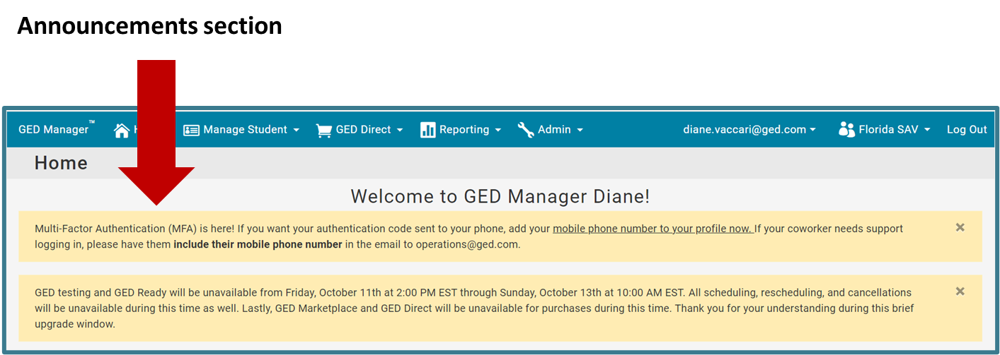 Announcements section
GED Manager™ H Manage Student GED Direct Reporting Admin diane.vaccari@ged.com Florida SAV Log Out
Home
Welcome to GED Manager Diane!
Multi-Factor Authentication (MFA) is here! If you want your authentication code sent to your phone, add your mobile phone number to your profile now. If your coworker needs support
logging in, please have them include their mobile phone number in the email to operations@ged.com.
GED testing and GED Ready will be unavailable from Friday, October 11th at 2:00 PM EST through Sunday, October 13th at 10:00 AM EST. All scheduling, rescheduling, and cancellations
will be unavailable during this time as well. Lastly, GED Marketplace and GED Direct will be unavailable for purchases during this time. Thank you for your understanding during this brief
upgrade window.